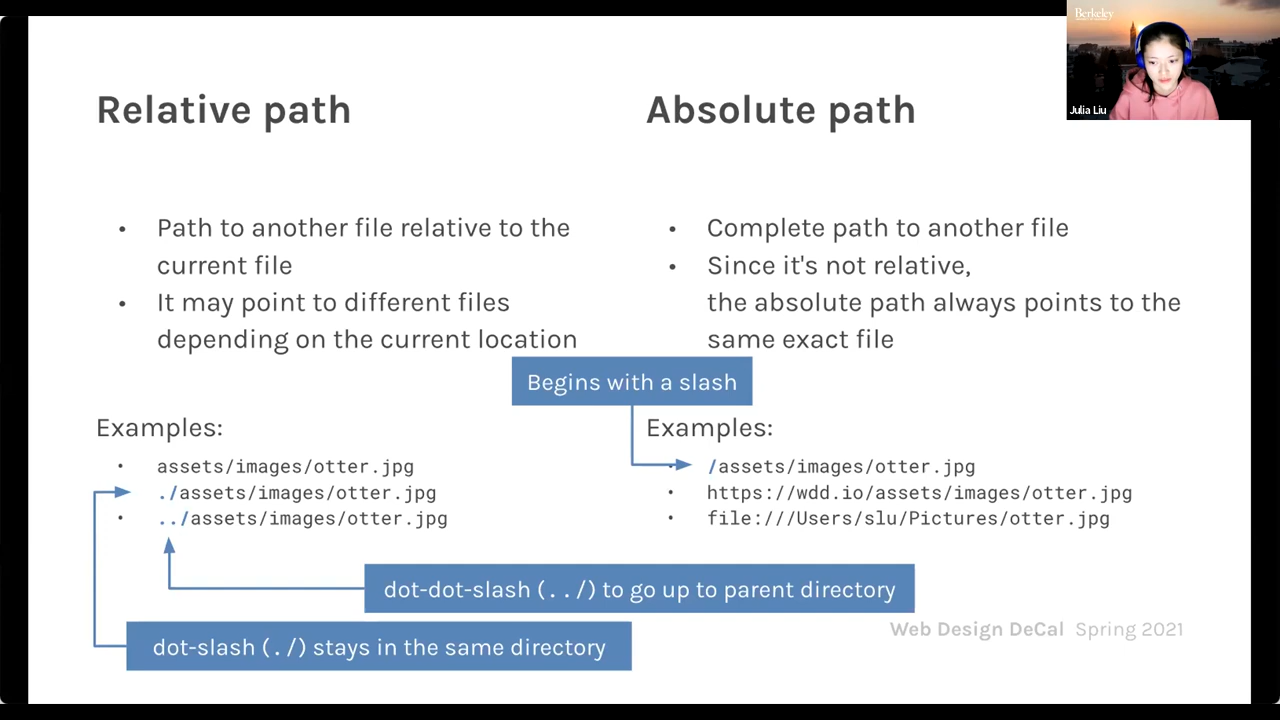 Berkeley
Julia Liu
Relative path
Absolute path
• Path to another file relative to the
current file
• It may point to different files
depending on the current location
• Complete path to another file
• Since it's not relative,
the absolute path always points to the
same exact file
Begins with a slash
Examples:
• assets/images/otter.jpg
• ./assets/images/otter.jpg
• ../assets/images/otter.jpg
Examples:
• /assets/images/otter.jpg
• https://wdd.io/assets/images/otter.jpg
• file:///Users/slu/Pictures/otter.jpg
dot-dot-slash (../) to go up to parent directory
dot-slash (./) stays in the same directory
Web Design DeCal Spring 2021